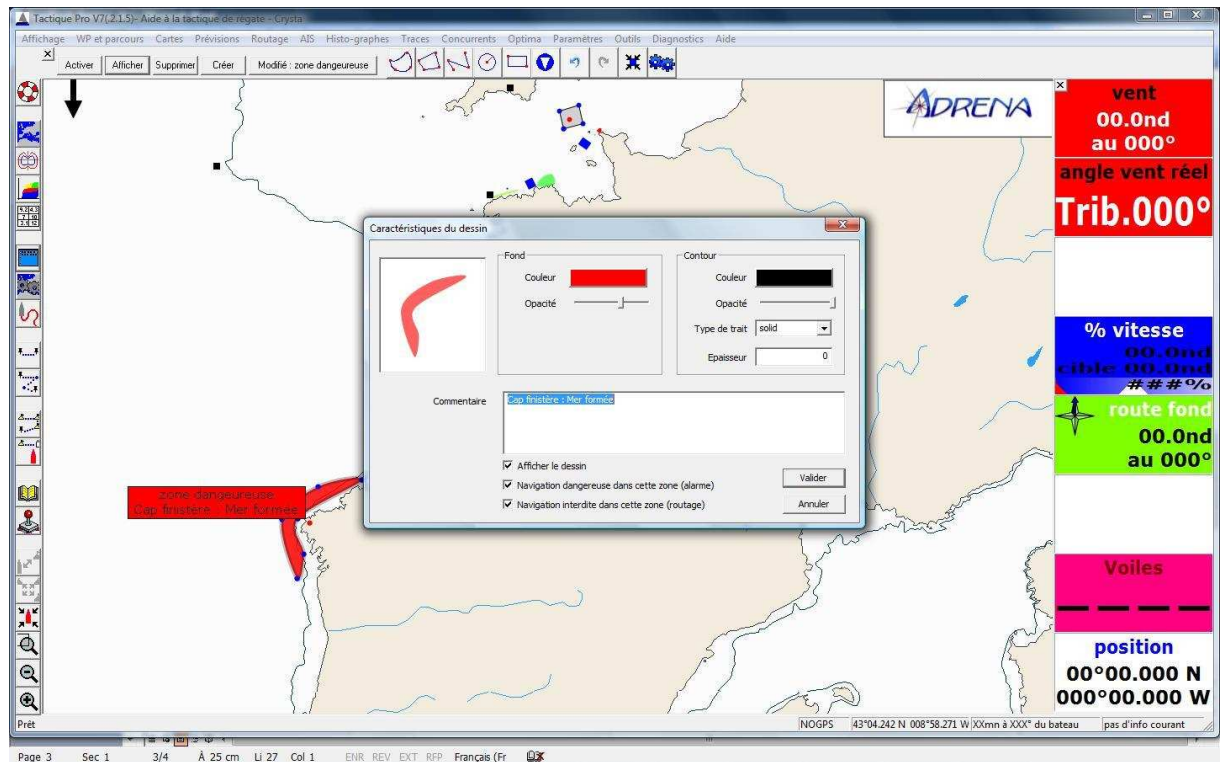 Tactique Pro V7(.2.1.5)- Aide à la tactique de régate - Crysta
Affichage WP et parcours Cartes Prévisions Routage AIS Histo-graphes Traces Concurrents Optima Paramètres Outils Diagnostics Aide
Activer Afficher Supprimer Créer Modifié : zone dangeureuse
ADRENA
vent
00.0nd
au 000°
angle vent réel
Trib.000°
% vitesse
00.0nd
cible 00.0nd
###%
route fond
00.0nd
au 000°
Voiles
position
00°00.000 N
000°00.000 W
Caractéristiques du dessin
Fond
Couleur
Opacité
Contour
Couleur
Opacité
Type de trait solid
Epaisseur 0
Commentaire Cap finistère : Mer formée
Afficher le dessin
Navigation dangereuse dans cette zone (alarme)
Navigation interdite dans cette zone (routage)
Valider
Annuler
zone dangeureuse
Cap finistère : Mer formée
Prêt
NOGPS 43°04.242 N 008°58.271 W XXmn à XXX° du bateau pas d'info courant
Page 3 Sec 1 3/4 À 25 cm Li 27 Col 1 ENR REV EXT RFP Français (Fr